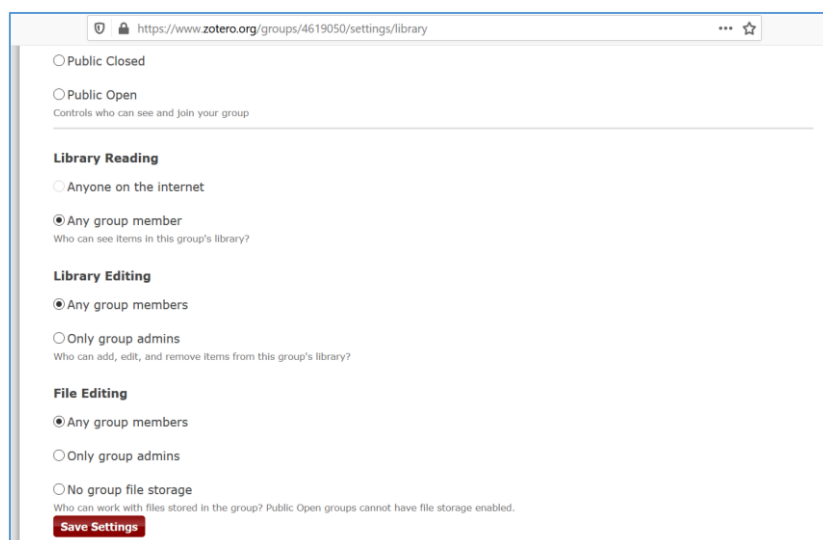 https://www.zotero.org/groups/4619050/settings/library
Public Closed
Public Open
Controls who can see and join your group
Library Reading
Anyone on the internet
Any group member
Who can see items in this group's library?
Library Editing
Any group members
Only group admins
Who can add, edit, and remove items from this group's library?
File Editing
Any group members
Only group admins
No group file storage
Who can work with files stored in the group? Public Open groups cannot have file storage enabled.
Save Settings